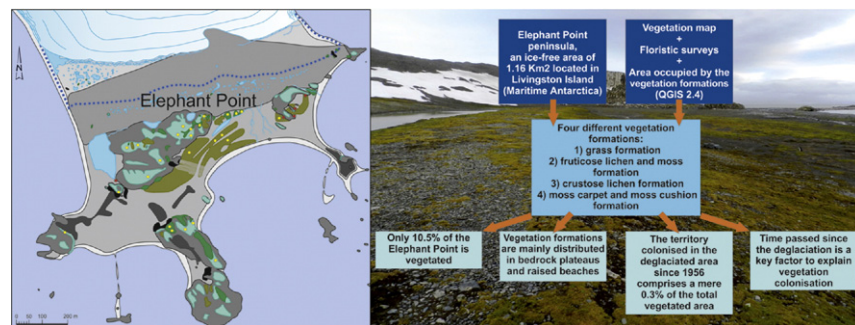 N
Elephant Point
0
50
100
200 m
Elephant Point
peninsula,
an ice-free area of
1.16 Km2 located in
Livingston Island
(Maritime Antarctica)
Vegetation map
+
Floristic surveys
+
Area occupied by the
vegetation formations
(QGIS 2.4)
Four different vegetation
formations:
1) grass formation
2) fruticose lichen and moss
formation
3) crustose lichen formation
4) moss carpet and moss cushion
formation
Only 10.5% of the
Elephant Point is
vegetated
Vegetation formations
are mainly distributed
in bedrock plateaus
and raised beaches
The territory
colonised in the
deglaciated area
since 1956
comprises a mere
0.3% of the total
vegetated area
Time passed since
the deglaciation is a
key factor to explain
vegetation
colonisation